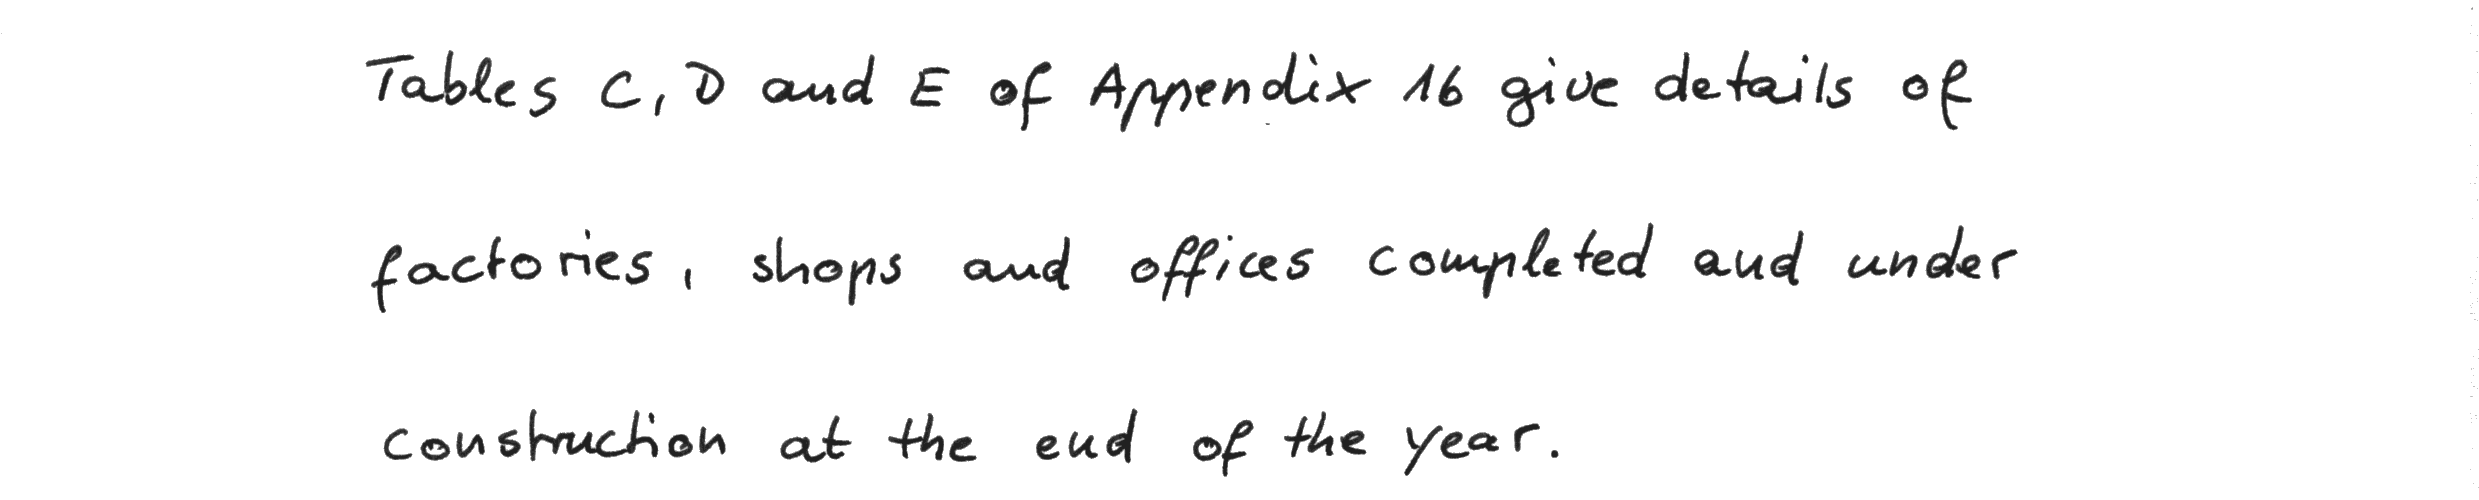 Tables C, D and E of Appendix 16 give details of
factories, shops and offices completed and under
construction at the end of the year.